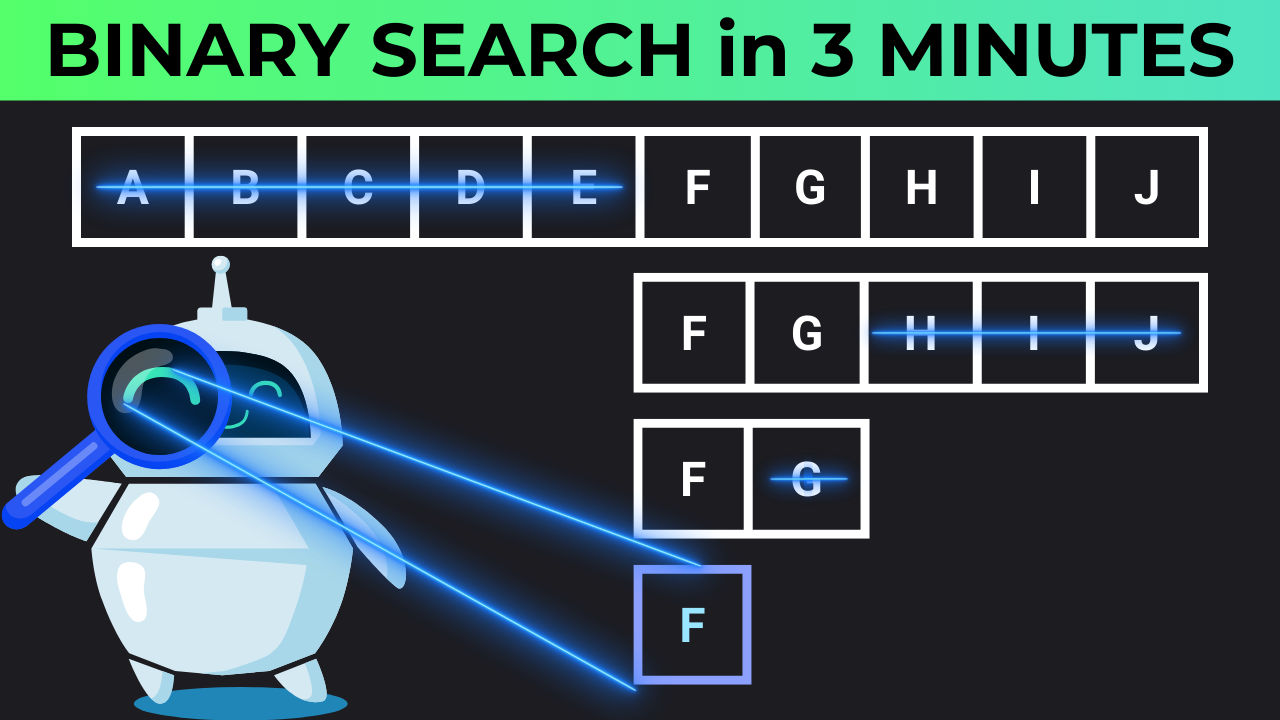 BINARY SEARCH in 3 MINUTES
A B C D E F G H I J
F G H I J
F G
F